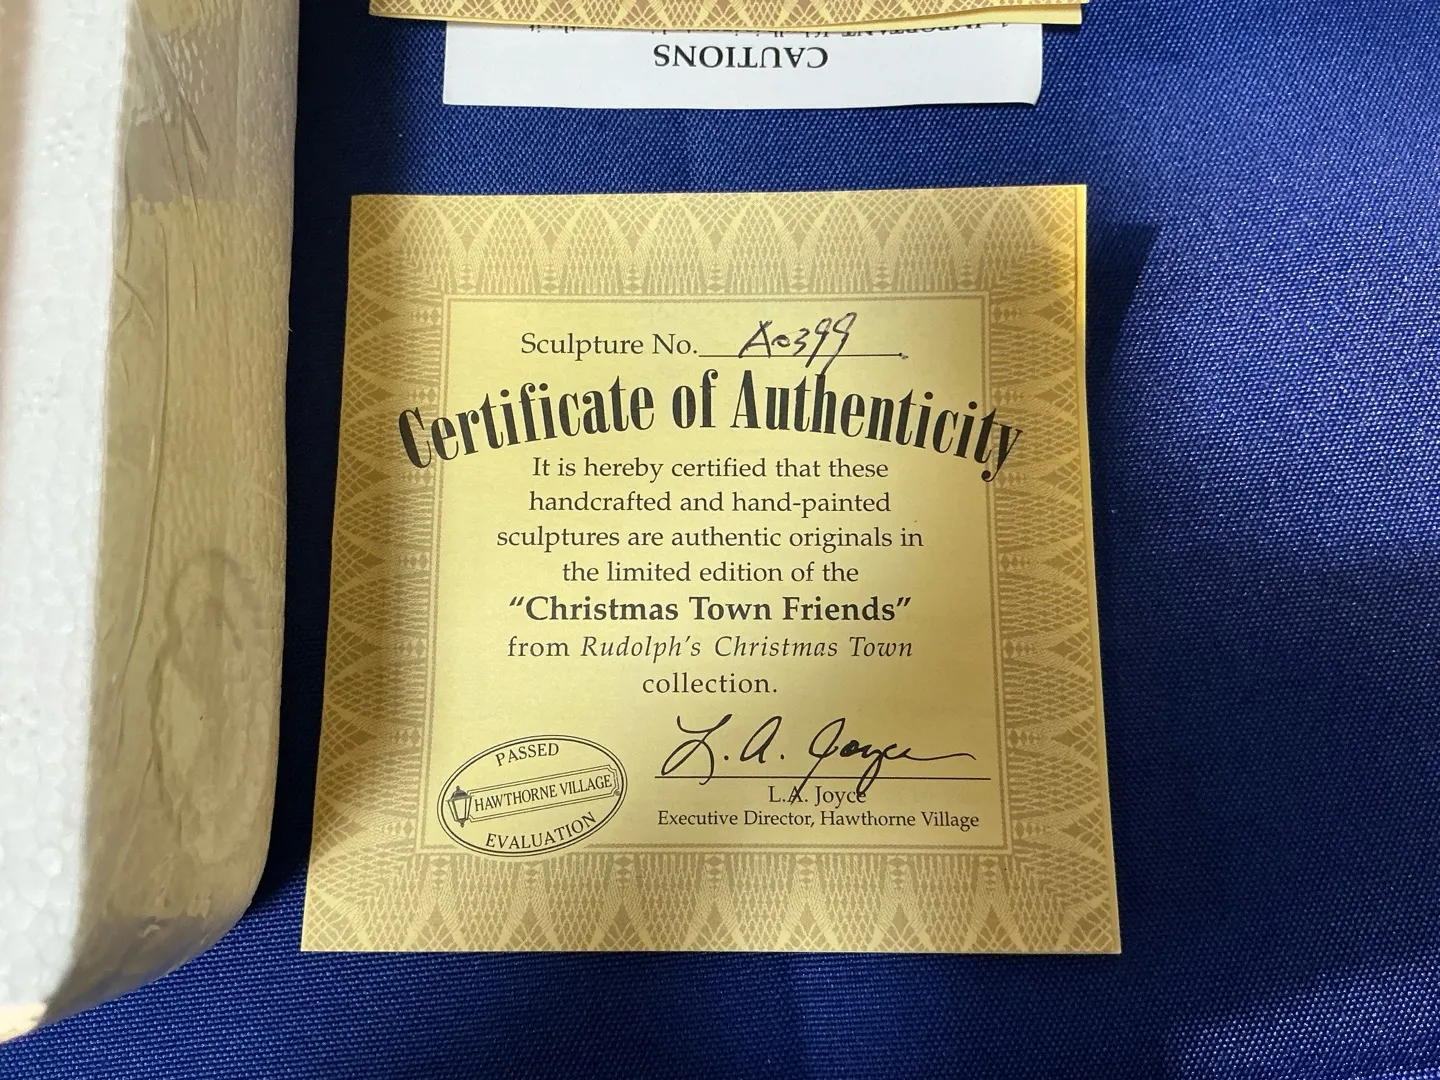 CAUTIONS
Sculpture No. A0399
Certificate of Authenticity
It is hereby certified that these
handcrafted and hand-painted
sculptures are authentic originals in
the limited edition of the
“Christmas Town Friends”
from Rudolph’s Christmas Town
collection.
L. A. Joyce
L.A. Joyce
Executive Director, Hawthorne Village
PASSED
HAWTHORNE VILLAGE
EVALUATION